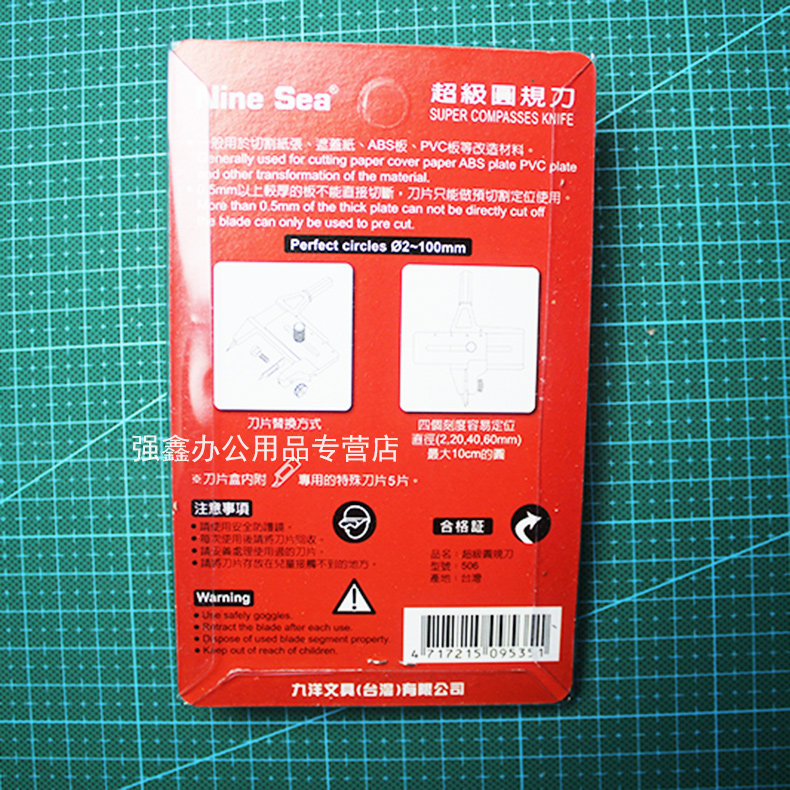 Nine Sea®
超級圓規刀
SUPER COMPASSES KNIFE
一般用於切割紙張、遮蓋紙、ABS板、PVC板等改造材料。
Generally used for cutting paper cover paper ABS plate PVC plate
and other transformation of the material.
0.5mm以上較厚的板不能直接切斷，刀片只能做預切割定位使用。
More than 0.5mm of the thick plate can not be directly cut off
the blade can only be used to pre cut.
Perfect circles Ø2~100mm
刀片替換方式
四個刻度容易定位
直徑(2,20,40,60mm)
最大10cm的圓
强鑫办公用品专营店
※刀片盒内附 專用的特殊刀片5片。
注意事項
● 請使用安全防護鏡。
● 每次使用後請將刀片回收。
● 請妥善處理使用過的刀片。
● 請將刀片存放在兒童接觸不到的地方。
合格証
品名：超級圓規刀
型號：506
產地：台灣
Warning
● Use safely goggles.
● Retract the blade after each use.
● Dispose of used blade segment property.
● Keep out of reach of children.
4 717215 095351
九洋文具(台灣)有限公司